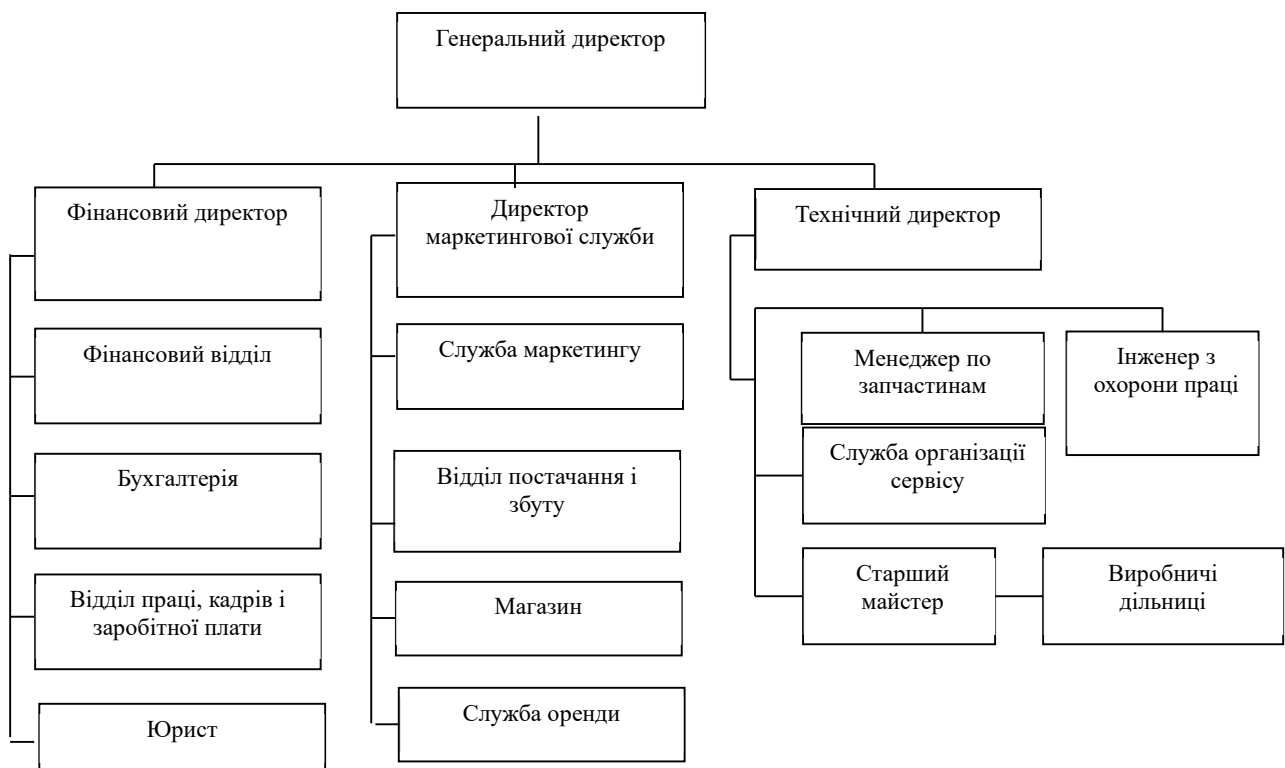 Генеральний директор
Фінансовий директор
Директор
маркетингової служби
Технічний директор
Фінансовий відділ
Служба маркетингу
Менеджер по
запчастинам
Інженер з
охорони праці
Бухгалтерія
Відділ постачання і
збуту
Служба організації
сервісу
Відділ праці, кадрів і
заробітної плати
Магазин
Старший
майстер
Виробничі
дільниці
Юрист
Служба оренди